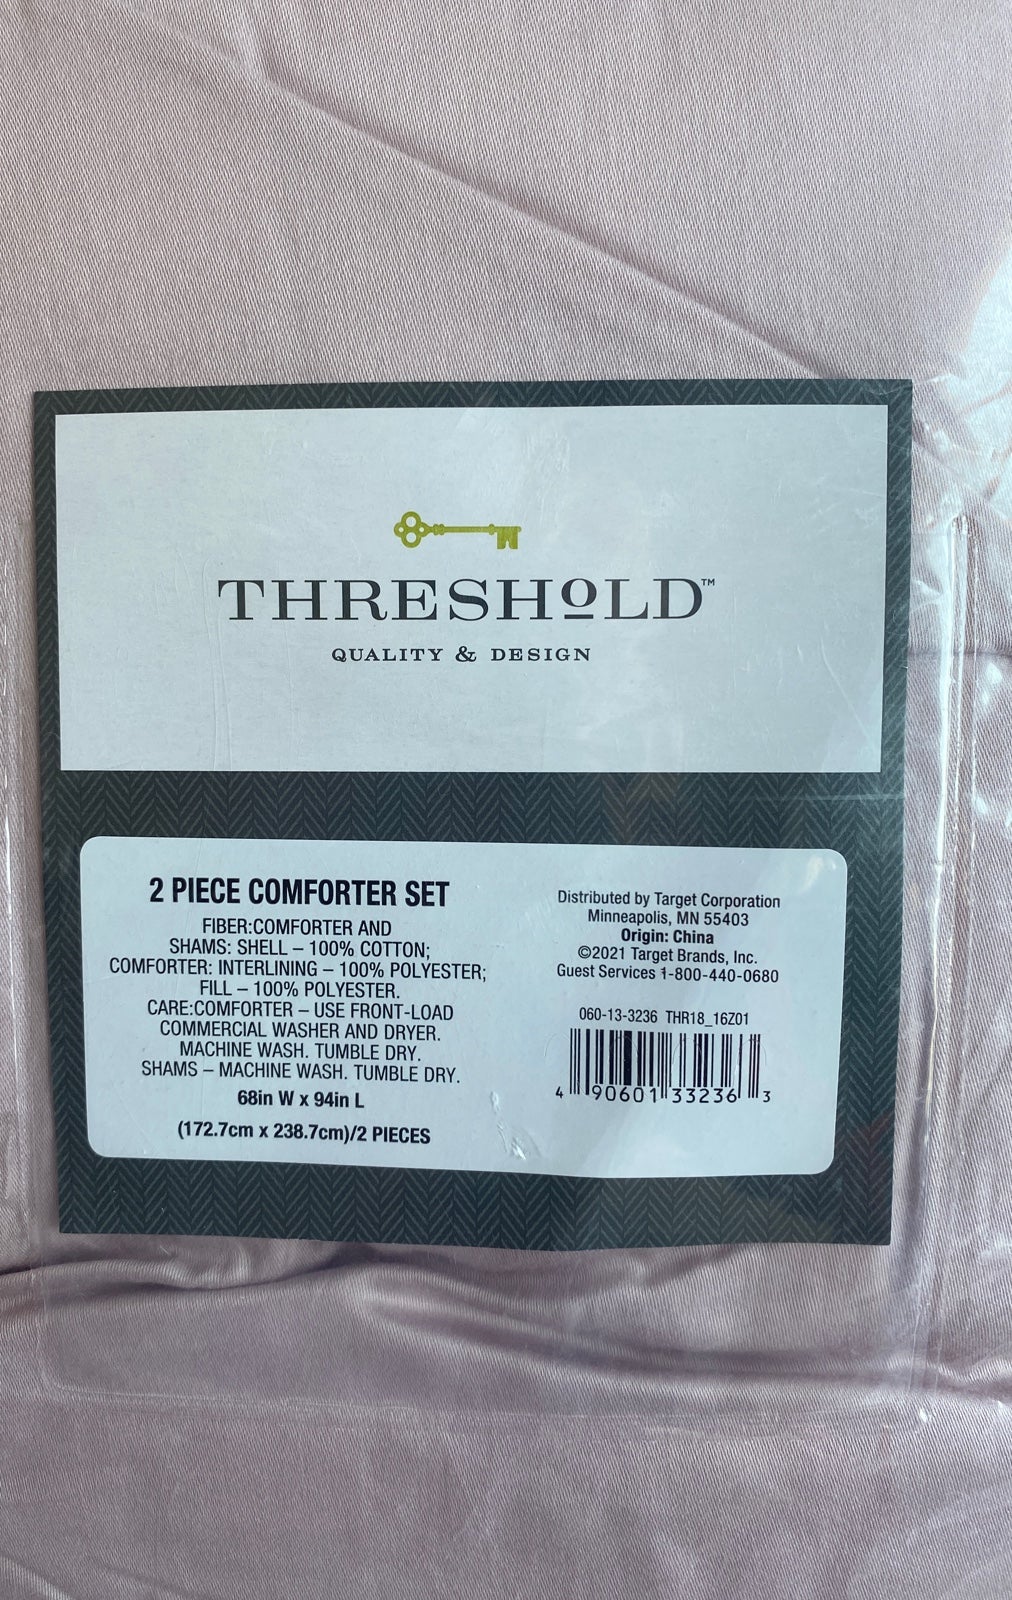 THRESHOLD™
QUALITY & DESIGN
2 PIECE COMFORTER SET
FIBER:COMFORTER AND
SHAMS: SHELL – 100% COTTON;
COMFORTER: INTERLINING – 100% POLYESTER;
FILL – 100% POLYESTER.
CARE:COMFORTER – USE FRONT-LOAD
COMMERCIAL WASHER AND DRYER.
MACHINE WASH. TUMBLE DRY.
SHAMS – MACHINE WASH. TUMBLE DRY.
68in W x 94in L
(172.7cm x 238.7cm)/2 PIECES
Distributed by Target Corporation
Minneapolis, MN 55403
Origin: China
©2021 Target Brands, Inc.
Guest Services 1-800-440-0680
060-13-3236 THR18_16Z01
4 90601 33236 3